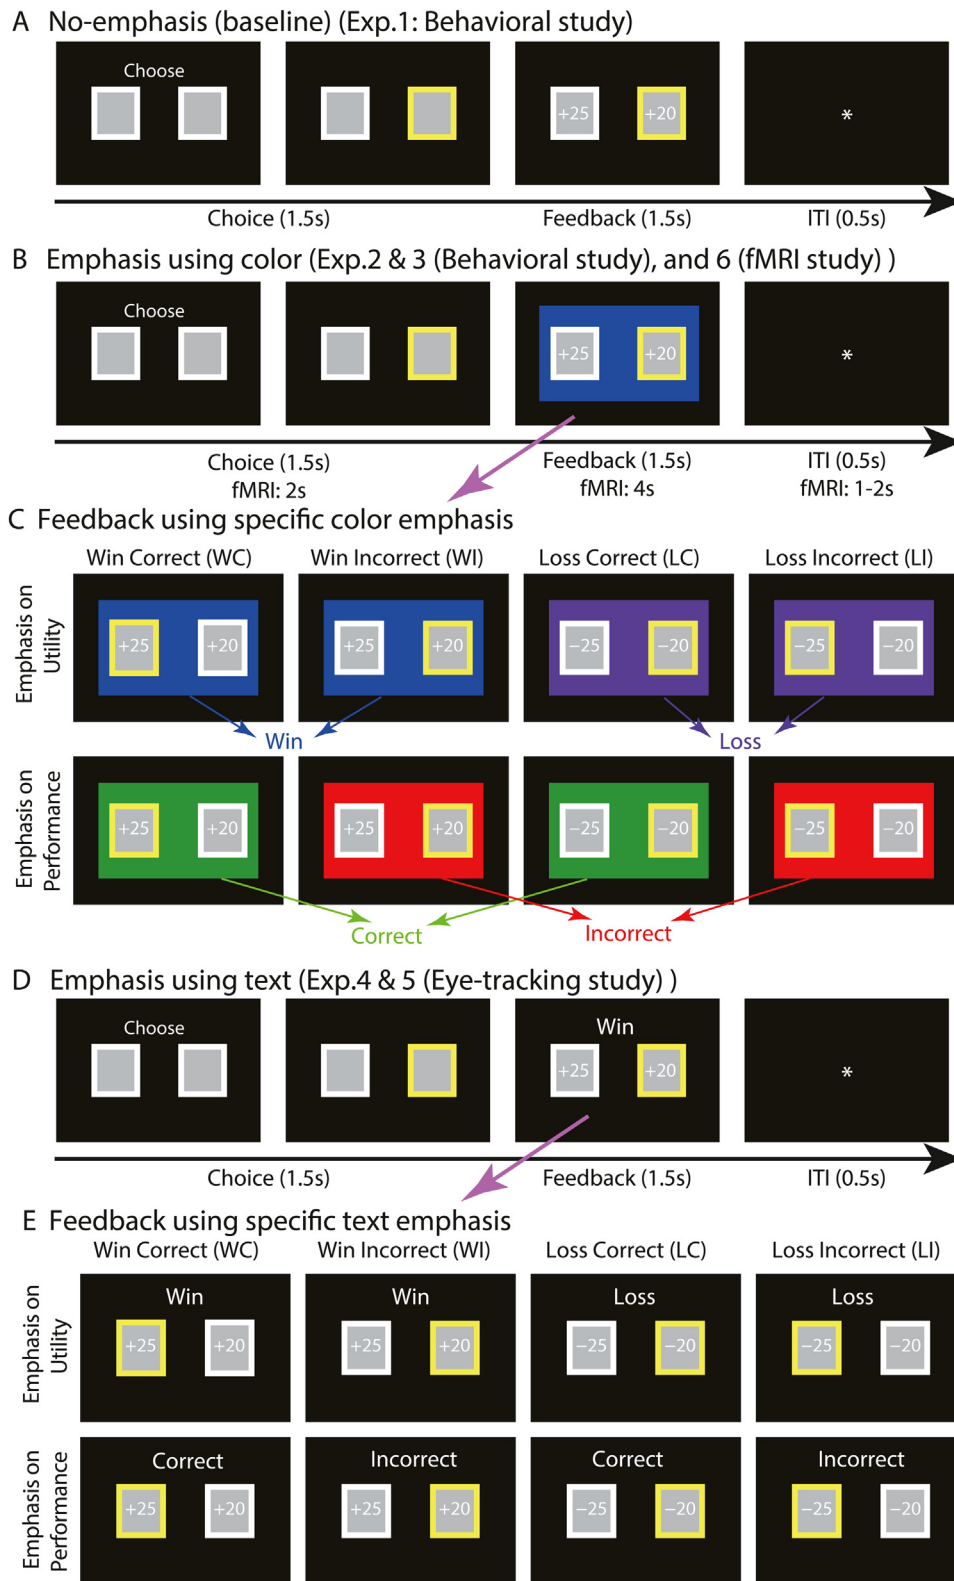 A No-emphasis (baseline) (Exp.1: Behavioral study)
Choose
+25 +20 *
Choice (1.5s) Feedback (1.5s) ITI (0.5s)
B Emphasis using color (Exp.2 & 3 (Behavioral study), and 6 (fMRI study) )
Choose
+25 +20 *
Choice (1.5s) Feedback (1.5s) ITI (0.5s)
fMRI: 2s fMRI: 4s fMRI: 1-2s
C Feedback using specific color emphasis
Win Correct (WC) Win Incorrect (WI) Loss Correct (LC) Loss Incorrect (LI)
Emphasis on
Utility
+25 +20 +25 +20 −25 −20 −25 −20
Win Loss
Emphasis on
Performance
+25 +20 +25 +20 −25 −20 −25 −20
Correct Incorrect
D Emphasis using text (Exp.4 & 5 (Eye-tracking study) )
Choose Win
+25 +20 *
Choice (1.5s) Feedback (1.5s) ITI (0.5s)
E Feedback using specific text emphasis
Win Correct (WC) Win Incorrect (WI) Loss Correct (LC) Loss Incorrect (LI)
Emphasis on
Utility
Win Win Loss Loss
+25 +20 +25 +20 −25 −20 −25 −20
Emphasis on
Performance
Correct Incorrect Correct Incorrect
+25 +20 +25 +20 −25 −20 −25 −20